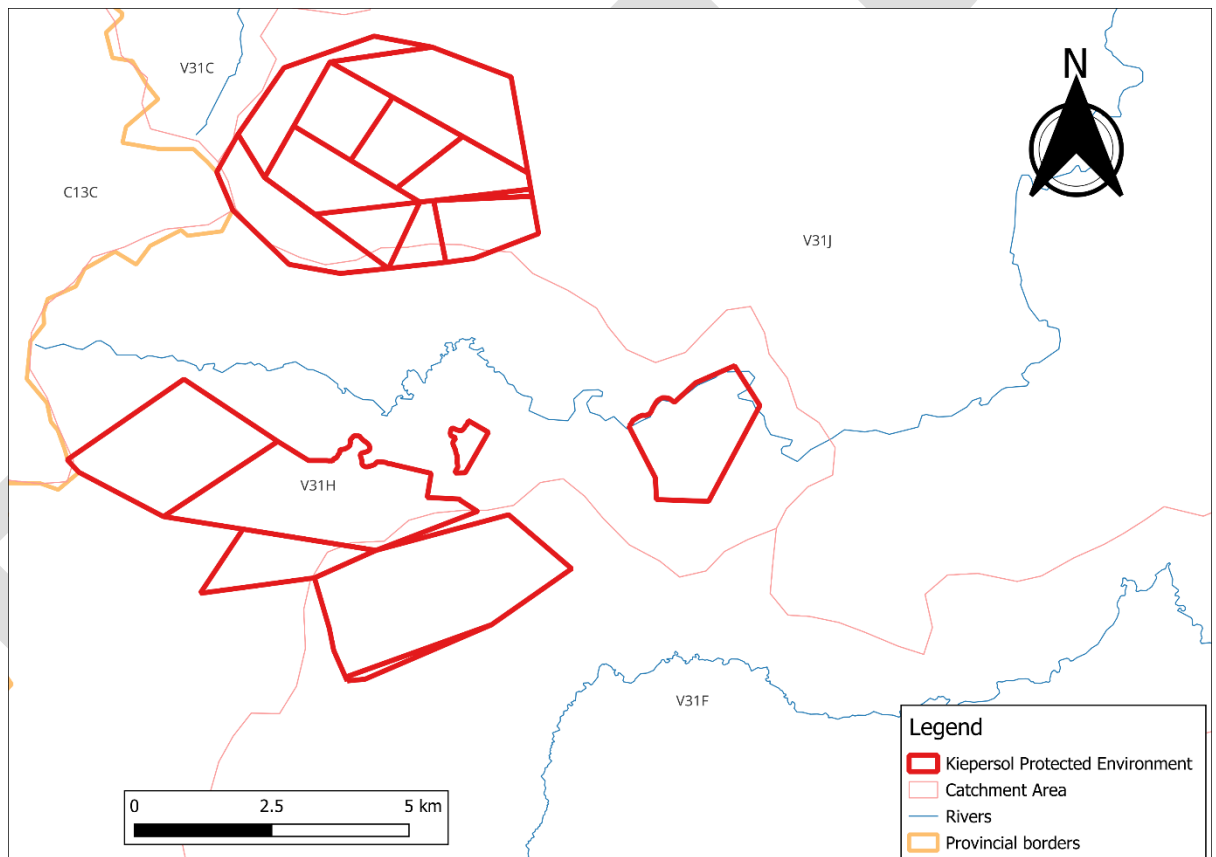 V31C
N
C13C
V31J
V31H
V31F
Legend
Kiepersol Protected Environment
Catchment Area
Rivers
Provincial borders
0 2.5 5 km